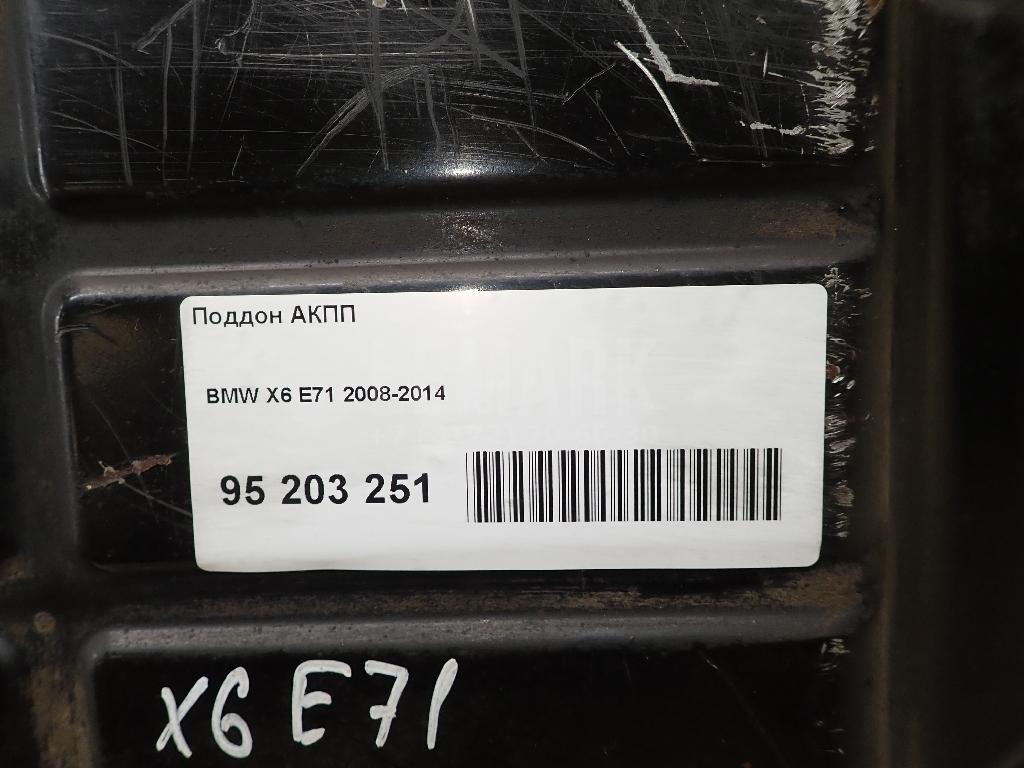 Поддон АКПП
BMW X6 E71 2008-2014
95 203 251
X6 E71